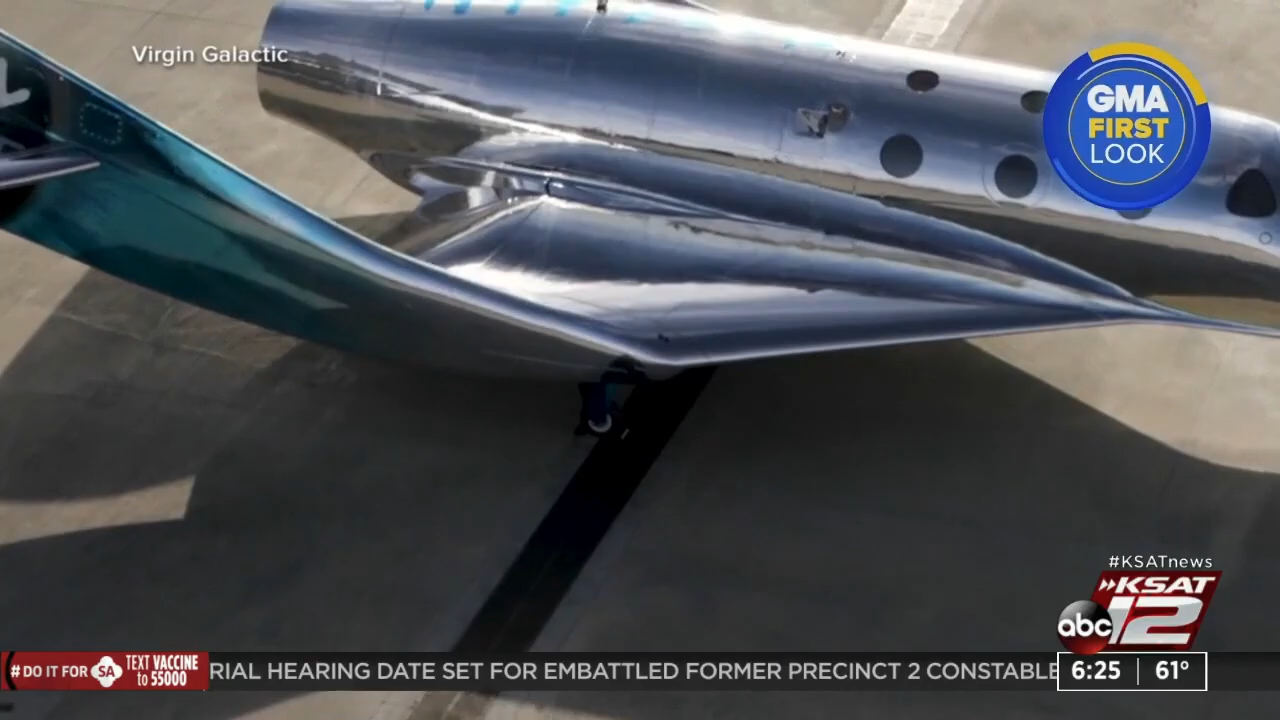 Virgin Galactic
GMA
FIRST
LOOK
#KSATnews
KSAT
abc 12
#DO IT FOR SA TEXT VACCINE to 55000
RIAL HEARING DATE SET FOR EMBATTLED FORMER PRECINCT 2 CONSTABLE
6:25 61°